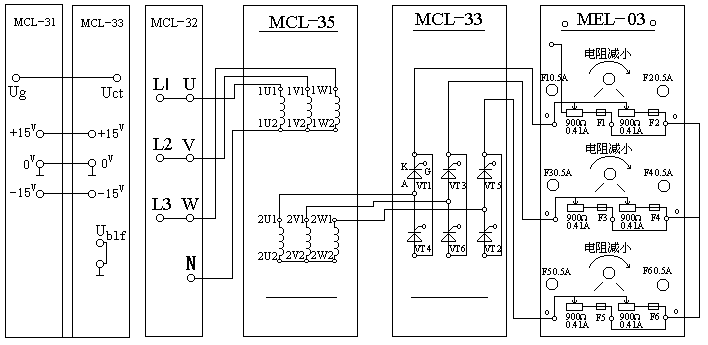 MCL-31
MCL-33
MCL-32
MCL-35
MCL-33
MEL-03
电阻减小
F10.5A
F20.5A
900Ω
0.41A
F1
900Ω
0.41A
F2
o
o
Ug
Uct
+15V
+15V
0V
0V
-15V
-15V
Ublf
L1
U
L2
V
L3
W
N
1U1
1V1
1W1
1U2
1V2
1W2
2U1
2V1
2W1
2U2
2V2
2W2
K
G
A
VT1
VT3
VT5
VT4
VT6
VT2
电阻减小
F30.5A
F40.5A
900Ω
0.41A
F3
900Ω
0.41A
F4
o
o
电阻减小
F50.5A
F60.5A
900Ω
0.41A
F5
900Ω
0.41A
F6
o
o